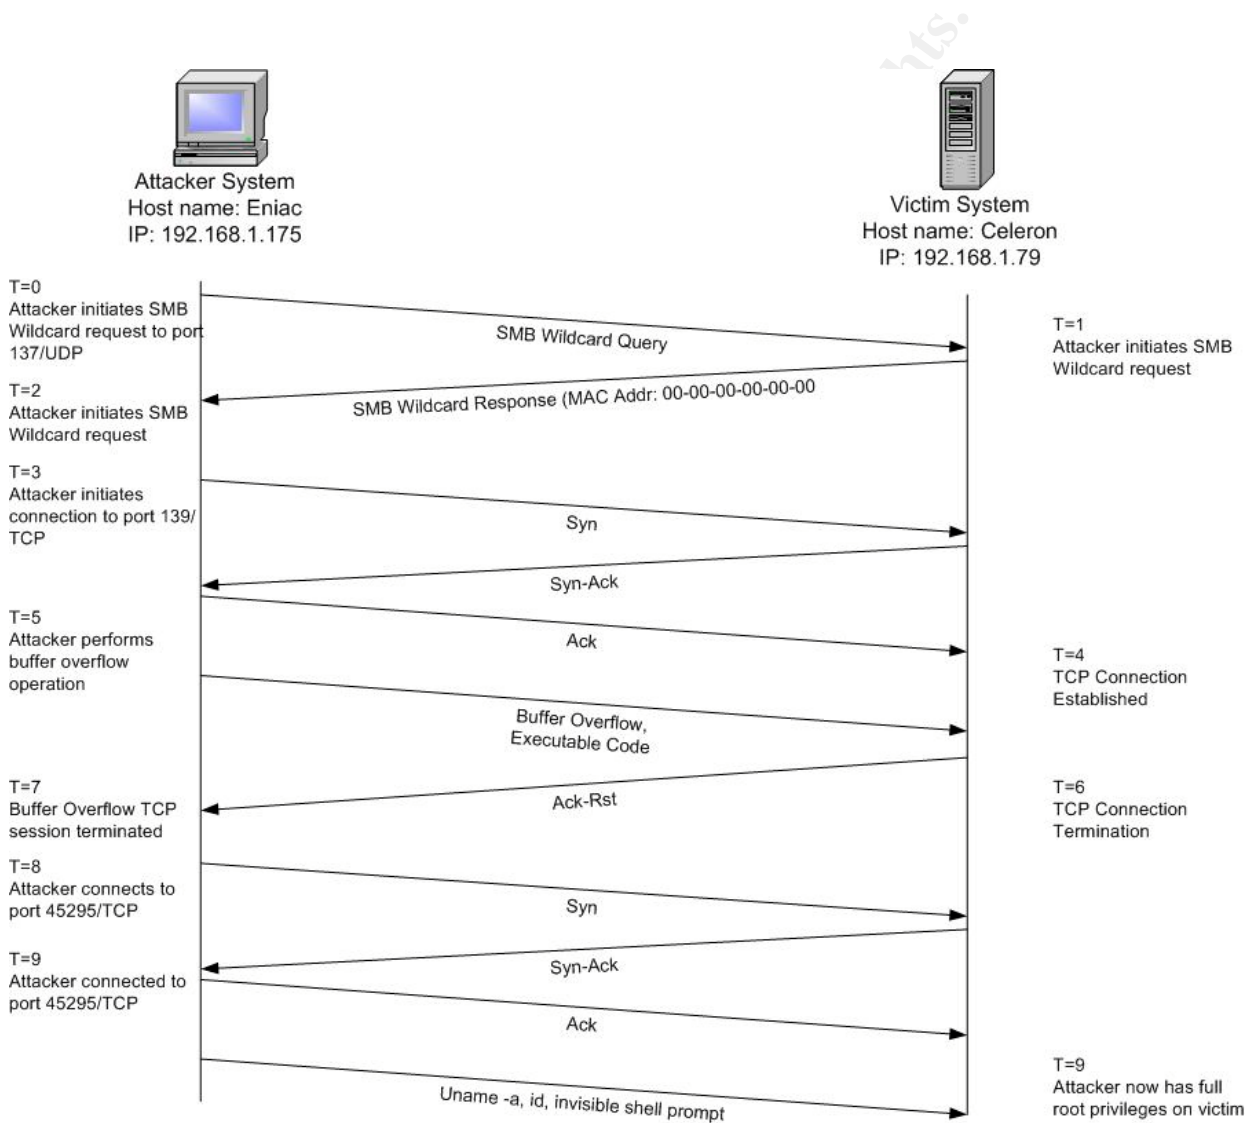 hts.
Attacker System
Host name: Eniac
IP: 192.168.1.175
Victim System
Host name: Celeron
IP: 192.168.1.79
T=0
Attacker initiates SMB
Wildcard request to port
137/UDP
SMB Wildcard Query
T=1
Attacker initiates SMB
Wildcard request
T=2
Attacker initiates SMB
Wildcard request
SMB Wildcard Response (MAC Addr: 00-00-00-00-00-00
T=3
Attacker initiates
connection to port 139/
TCP
Syn
Syn-Ack
T=5
Attacker performs
buffer overflow
operation
Ack
T=4
TCP Connection
Established
Buffer Overflow,
Executable Code
T=7
Buffer Overflow TCP
session terminated
Ack-Rst
T=6
TCP Connection
Termination
T=8
Attacker connects to
port 45295/TCP
Syn
T=9
Attacker connected to
port 45295/TCP
Syn-Ack
Ack
Uname -a, id, invisible shell prompt
T=9
Attacker now has full
root privileges on victim